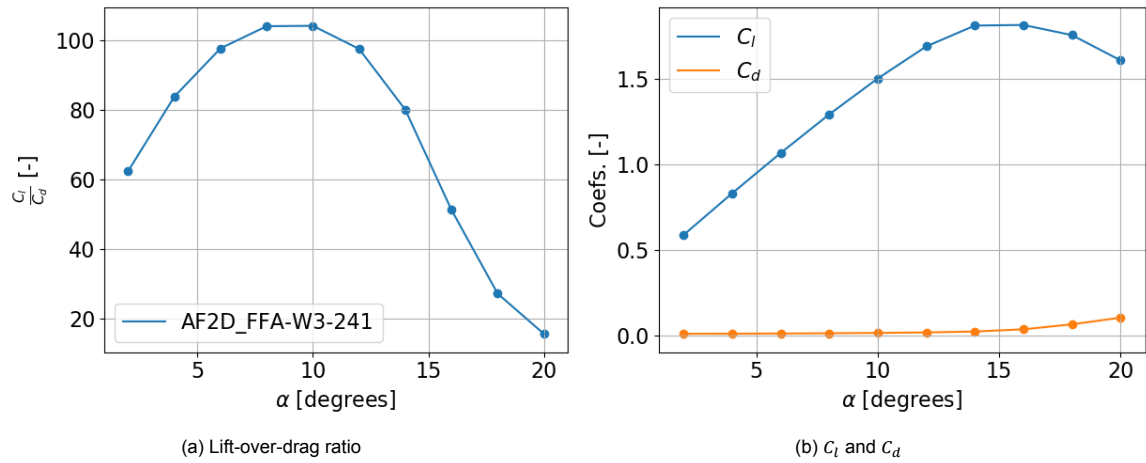 100
80
60
40
20
C_l/C_d [-]
AF2D_FFA-W3-241
5 10 15 20
α [degrees]
(a) Lift-over-drag ratio
1.5
1.0
0.5
0.0
Coefs. [-]
C_l
C_d
5 10 15 20
α [degrees]
(b) C_l and C_d